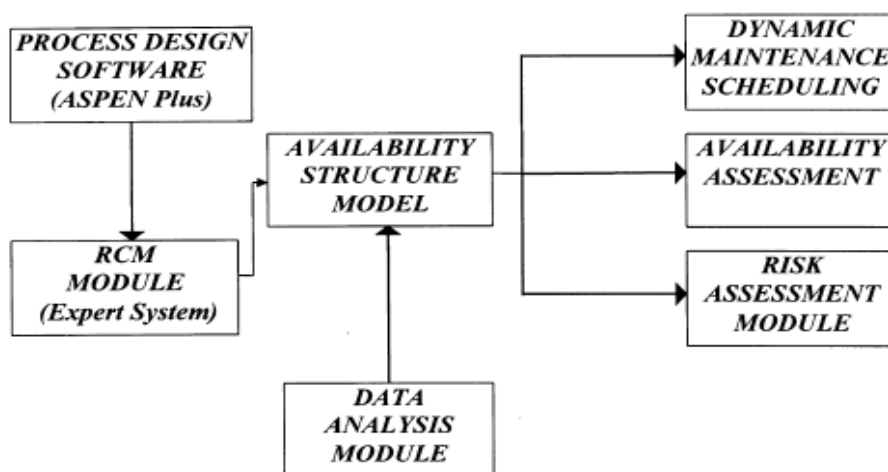 PROCESS DESIGN
SOFTWARE
(ASPEN Plus)
RCM
MODULE
(Expert System)
AVAILABILITY
STRUCTURE
MODEL
DATA
ANALYSIS
MODULE
DYNAMIC
MAINTENANCE
SCHEDULING
AVAILABILITY
ASSESSMENT
RISK
ASSESSMENT
MODULE